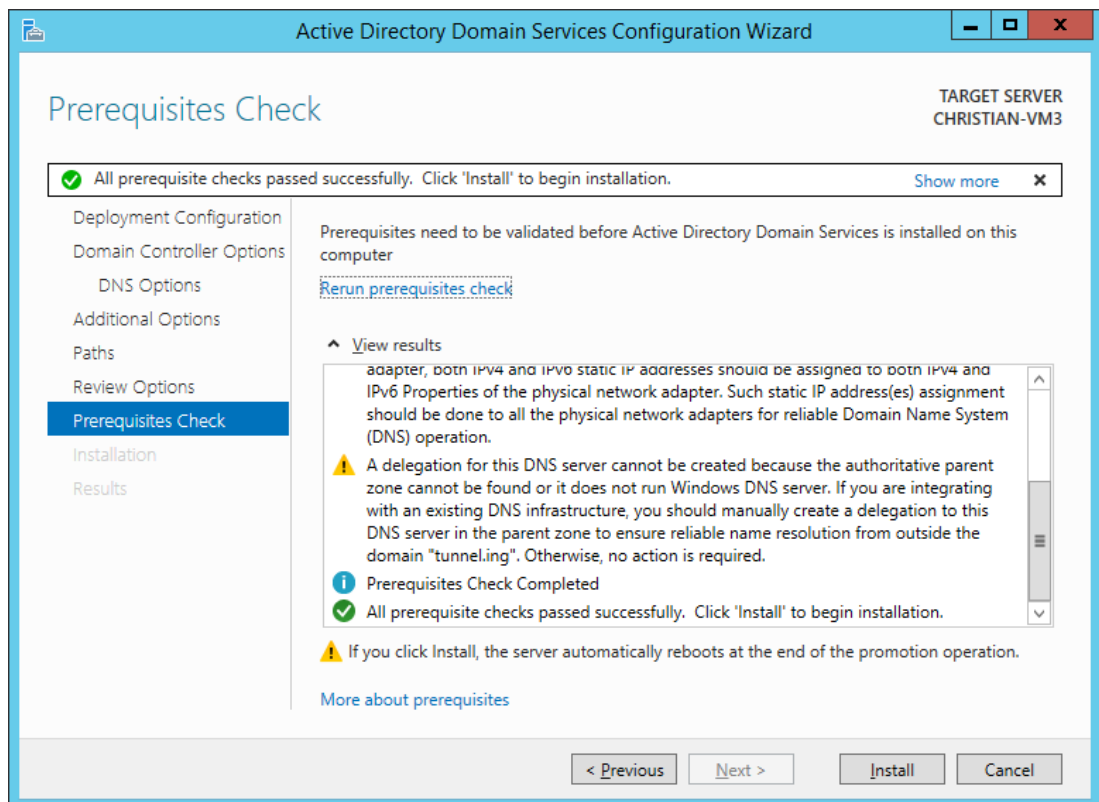 Active Directory Domain Services Configuration Wizard
Prerequisites Check
TARGET SERVER
CHRISTIAN-VM3
All prerequisite checks passed successfully.  Click 'Install' to begin installation.
Show more
Deployment Configuration
Domain Controller Options
DNS Options
Additional Options
Paths
Review Options
Prerequisites Check
Installation
Results
Prerequisites need to be validated before Active Directory Domain Services is installed on this
computer
Rerun prerequisites check
View results
adapter, both IPv4 and IPv6 static IP addresses should be assigned to both IPv4 and
IPv6 Properties of the physical network adapter. Such static IP address(es) assignment
should be done to all the physical network adapters for reliable Domain Name System
(DNS) operation.
A delegation for this DNS server cannot be created because the authoritative parent
zone cannot be found or it does not run Windows DNS server. If you are integrating
with an existing DNS infrastructure, you should manually create a delegation to this
DNS server in the parent zone to ensure reliable name resolution from outside the
domain "tunnel.ing". Otherwise, no action is required.
Prerequisites Check Completed
All prerequisite checks passed successfully.  Click 'Install' to begin installation.
If you click Install, the server automatically reboots at the end of the promotion operation.
More about prerequisites
< Previous
Next >
Install
Cancel